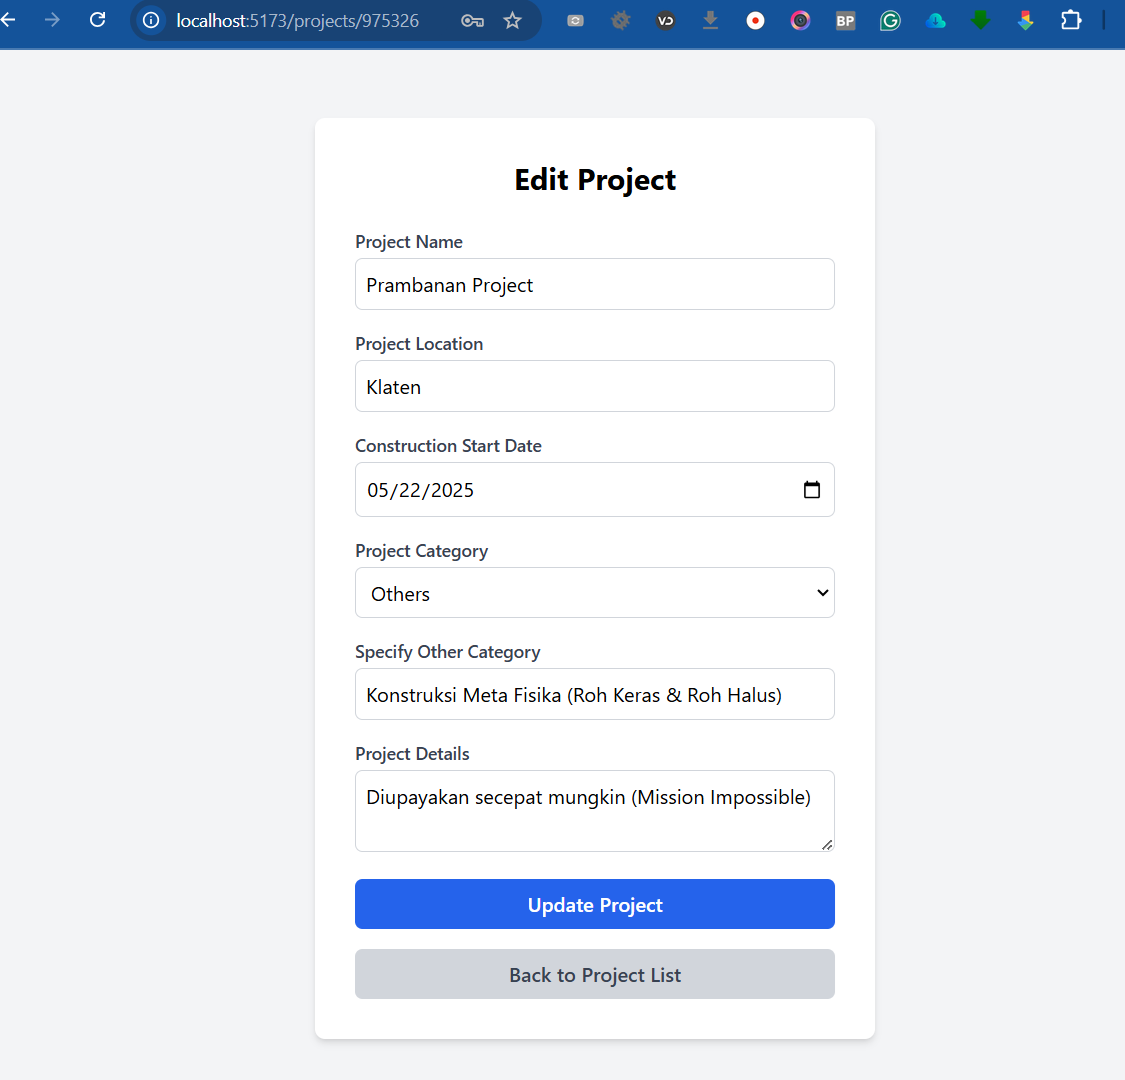 localhost:5173/projects/975326
VD
BP
G
Edit Project
Project Name
Prambanan Project
Project Location
Klaten
Construction Start Date
05/22/2025
Project Category
Others
Specify Other Category
Konstruksi Meta Fisika (Roh Keras & Roh Halus)
Project Details
Diupayakan secepat mungkin (Mission Impossible)
Update Project
Back to Project List